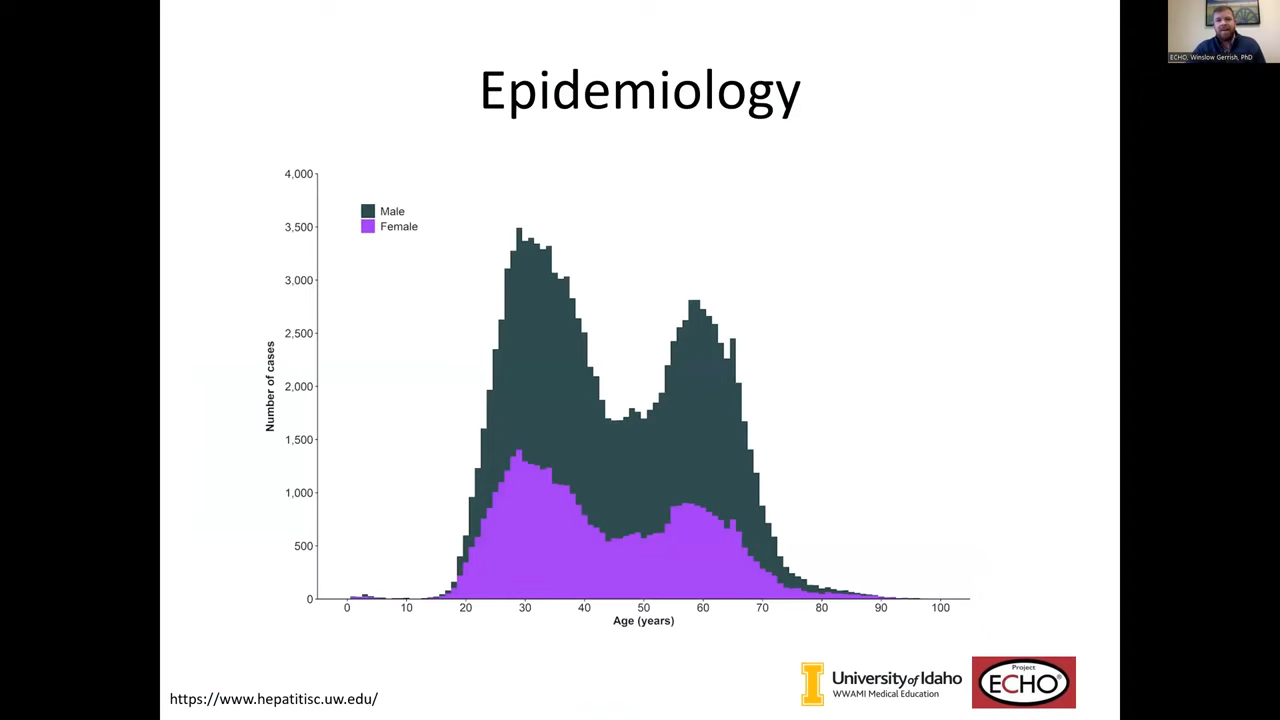 ECHO, Winslow Gerrish, PhD
Epidemiology
4,000
3,500
3,000
2,500
2,000
1,500
1,000
500
0
Male
Female
Number of cases
0 10 20 30 40 50 60 70 80 90 100
Age (years)
https://www.hepatitisc.uw.edu/
I
University of Idaho
WWAMI Medical Education
Project
ECHO®